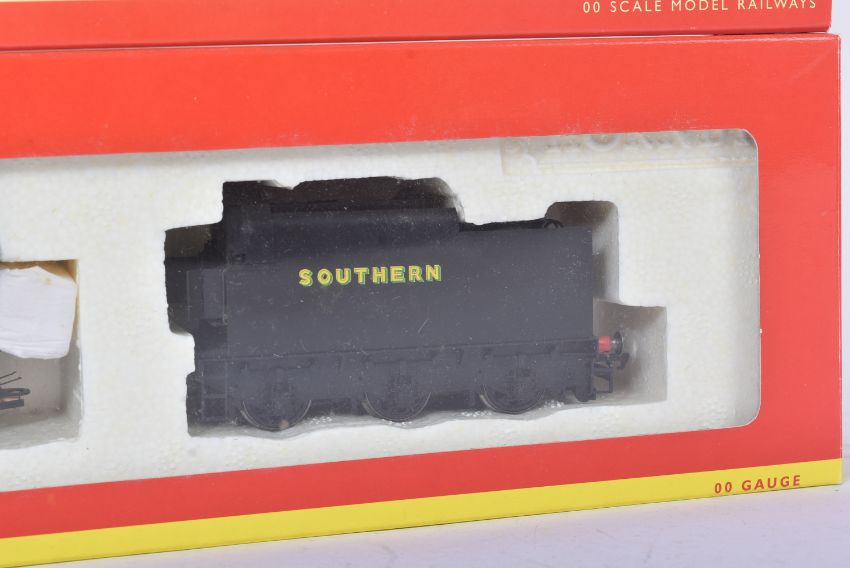 00 SCALE MODEL RAILWAYS
SOUTHERN
00 GAUGE